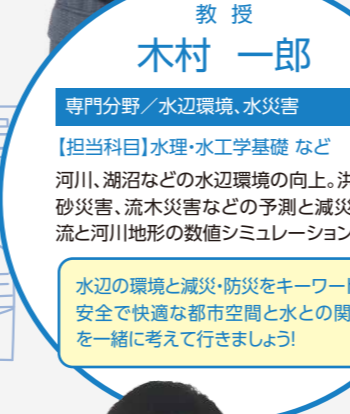 教授
木村 一郎
専門分野／水辺環境、水災害
【担当科目】水理・水工学基礎 など
河川、湖沼などの水辺環境の向上。洪
砂災害、流木災害などの予測と減災
流と河川地形の数値シミュレーション
水辺の環境と減災・防災をキーワード
安全で快適な都市空間と水との関
を一緒に考えて行きましょう!